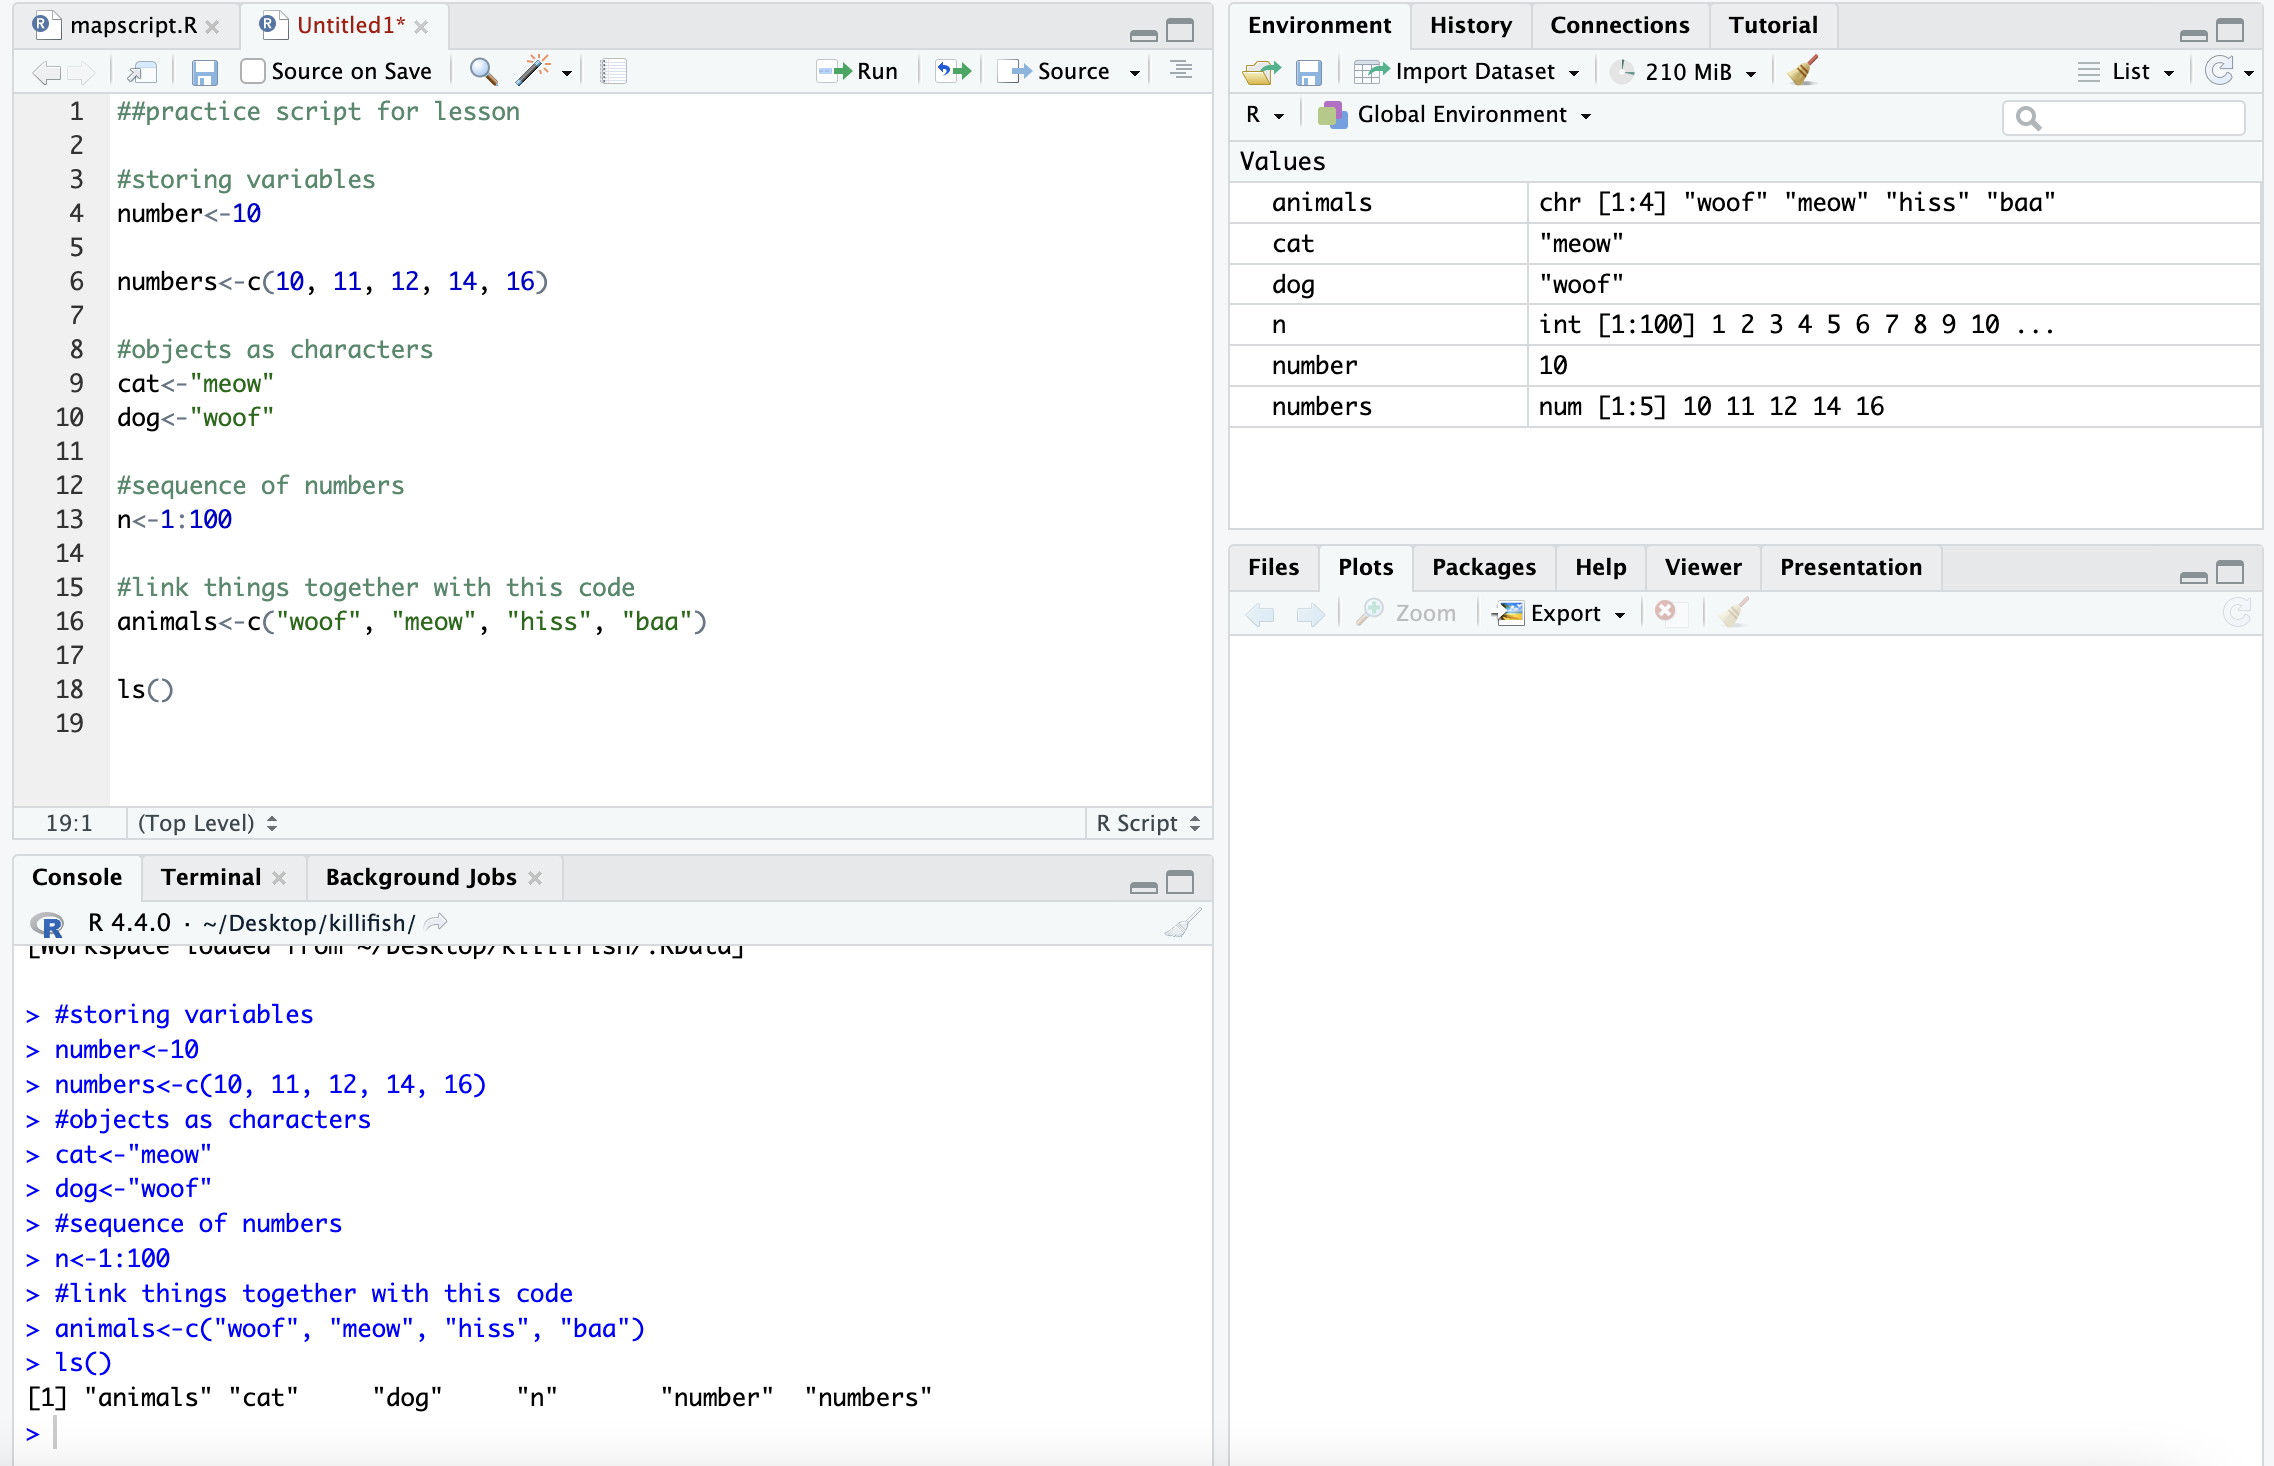 mapscript.R
Untitled1*
Source on Save
Run
Source
1 ##practice script for lesson
2
3 #storing variables
4 number<-10
5
6 numbers<-c(10, 11, 12, 14, 16)
7
8 #objects as characters
9 cat<-"meow"
10 dog<-"woof"
11
12 #sequence of numbers
13 n<-1:100
14
15 #link things together with this code
16 animals<-c("woof", "meow", "hiss", "baa")
17
18 ls()
19
19:1 (Top Level) R Script
Console Terminal Background Jobs
R 4.4.0 · ~/Desktop/killifish/
[Workspace loaded from ~/Desktop/killifish/.RData]
> #storing variables
> number<-10
> numbers<-c(10, 11, 12, 14, 16)
> #objects as characters
> cat<-"meow"
> dog<-"woof"
> #sequence of numbers
> n<-1:100
> #link things together with this code
> animals<-c("woof", "meow", "hiss", "baa")
> ls()
[1] "animals" "cat"     "dog"     "n"       "number"  "numbers"
>
Environment History Connections Tutorial
Import Dataset 210 MiB List
R Global Environment
Values
animals chr [1:4] "woof" "meow" "hiss" "baa"
cat "meow"
dog "woof"
n int [1:100] 1 2 3 4 5 6 7 8 9 10 ...
number 10
numbers num [1:5] 10 11 12 14 16
Files Plots Packages Help Viewer Presentation
Zoom Export